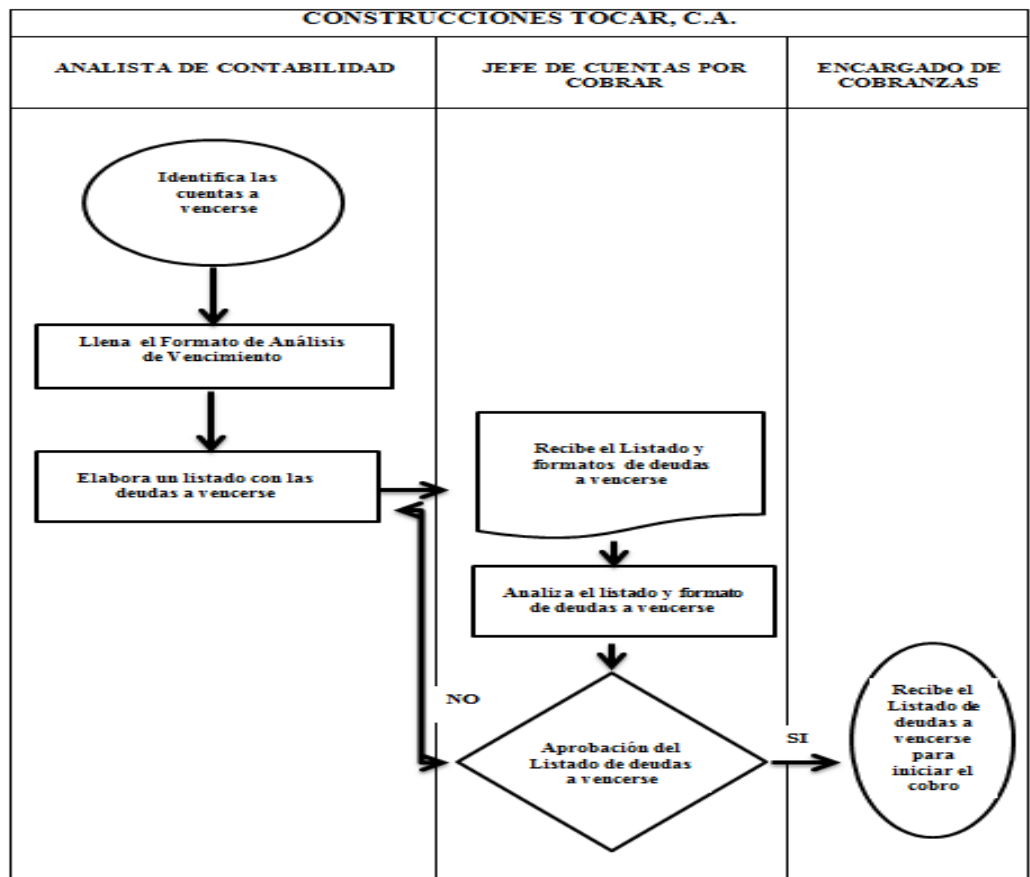 CONSTRUCCIONES TOCAR, C.A.
ANALISTA DE CONTABILIDAD
JEFE DE CUENTAS POR
COBRAR
ENCARGADO DE
COBRANZAS
Identifica las
cuentas a
vencerse
Llena el Formato de Análisis
de Vencimiento
Elabora un listado con las
deudas a vencerse
Recibe el Listado y
formatos de deudas
a vencerse
Analiza el listado y formato
de deudas a vencerse
NO
Aprobación del
Listado de deudas
a vencerse
SI
Recibe el
Listado de
deudas a
vencerse
para
iniciar el
cobro